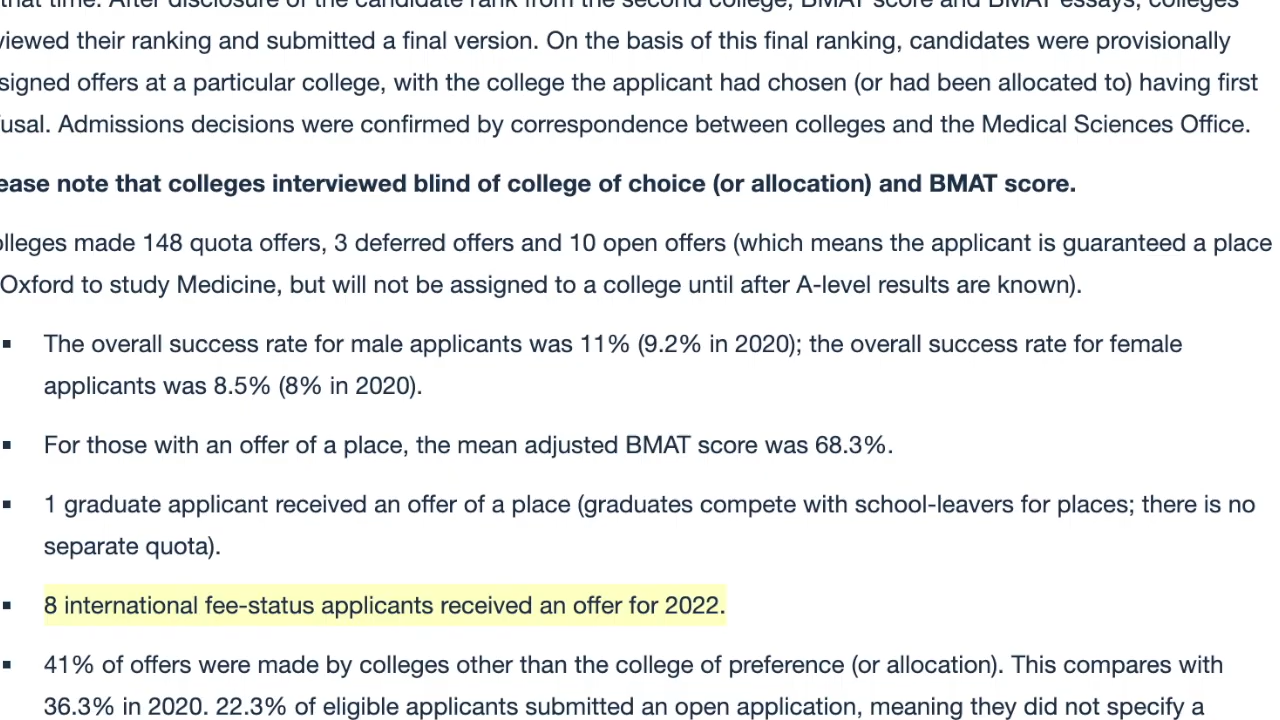 that time. After disclosure of the candidate rank from the second college, BMAT score and BMAT essays, colleges
viewed their ranking and submitted a final version. On the basis of this final ranking, candidates were provisionally
signed offers at a particular college, with the college the applicant had chosen (or had been allocated to) having first
usal. Admissions decisions were confirmed by correspondence between colleges and the Medical Sciences Office.
ease note that colleges interviewed blind of college of choice (or allocation) and BMAT score.
olleges made 148 quota offers, 3 deferred offers and 10 open offers (which means the applicant is guaranteed a place
Oxford to study Medicine, but will not be assigned to a college until after A-level results are known).
▪ The overall success rate for male applicants was 11% (9.2% in 2020); the overall success rate for female
applicants was 8.5% (8% in 2020).
▪ For those with an offer of a place, the mean adjusted BMAT score was 68.3%.
▪ 1 graduate applicant received an offer of a place (graduates compete with school-leavers for places; there is no
separate quota).
▪ 8 international fee-status applicants received an offer for 2022.
▪ 41% of offers were made by colleges other than the college of preference (or allocation). This compares with
36.3% in 2020. 22.3% of eligible applicants submitted an open application, meaning they did not specify a